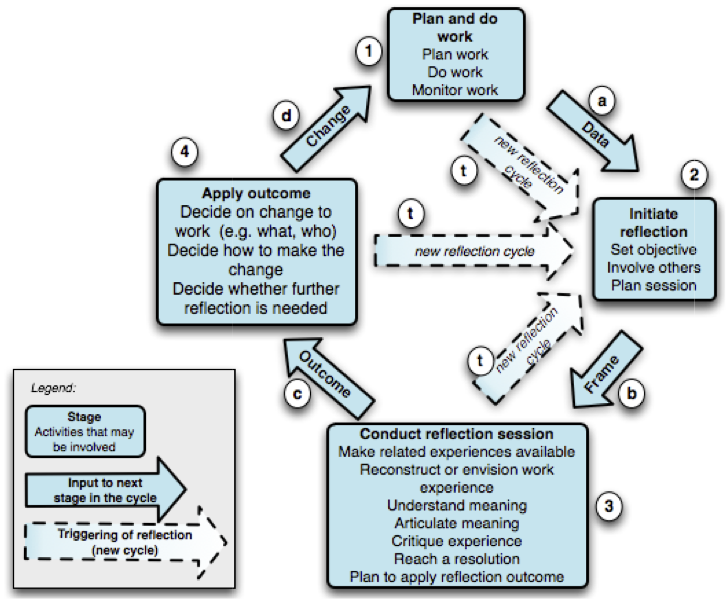 1
Plan and do
work
Plan work
Do work
Monitor work
a
Data
new reflection
cycle
t
2
Initiate
reflection
Set objective
Involve others
Plan session
d
Change
4
Apply outcome
Decide on change to
work (e.g. what, who)
Decide how to make the
change
Decide whether further
reflection is needed
t
new reflection cycle
t
new reflection
cycle
Frame
b
Outcome
c
Conduct reflection session
Make related experiences available
Reconstruct or envision work
experience
Understand meaning
Articulate meaning
Critique experience
Reach a resolution
Plan to apply reflection outcome
3
Legend:
Stage
Activities that may
be involved
Input to next
stage in the cycle
Triggering of reflection
(new cycle)